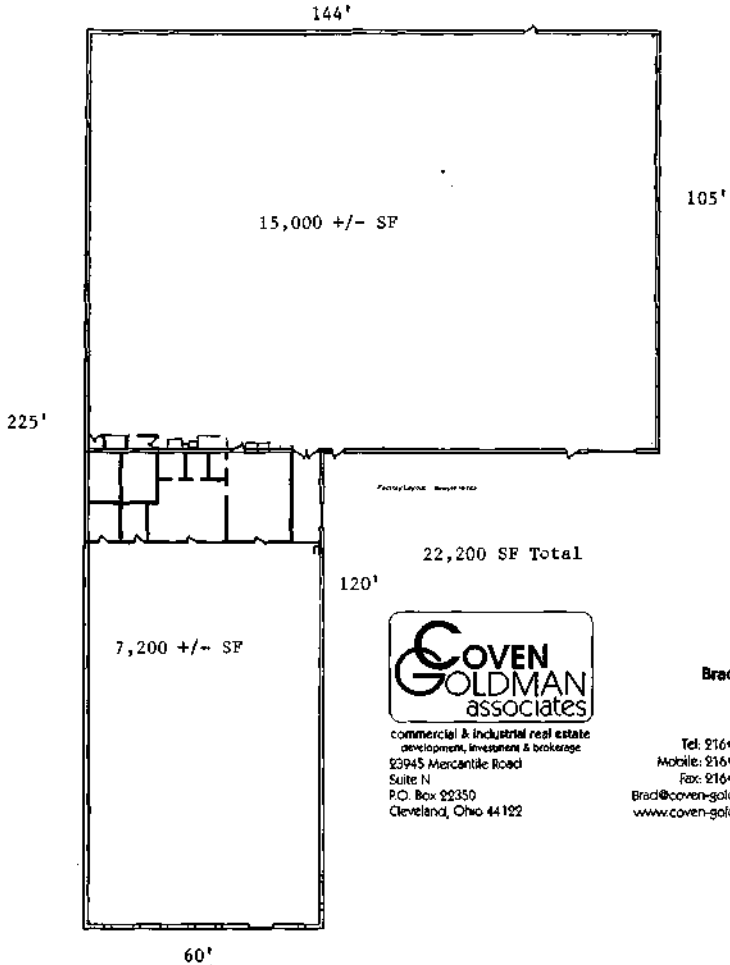 144'
15,000 +/- SF
105'
225'
22,200 SF Total
120'
7,200 +/- SF
COVEN
GOLDMAN
associates
commercial & industrial real estate
development, investment & brokerage
23945 Mercantile Road
Suite N
P.O. Box 22350
Cleveland, Ohio 44122
Brad
Tel: 216
Mobile: 216
Fax: 216
Brad@coven-gol
www.coven-gol
60'